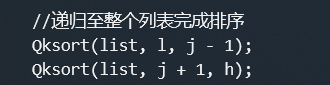 //递归至整个列表完成排序
Qksort(list, l, j - 1);
Qksort(list, j + 1, h);